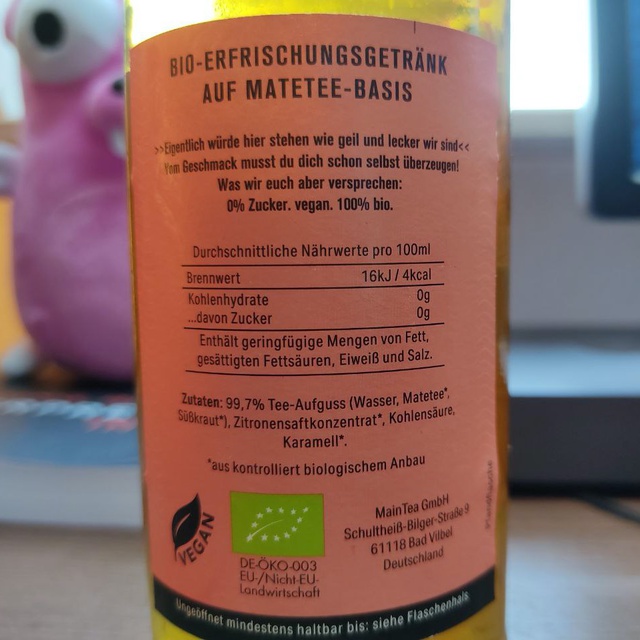 BIO-ERFRISCHUNGSGETRÄNK
AUF MATETEE-BASIS
>>Eigentlich würde hier stehen wie geil und lecker wir sind<<
Vom Geschmack musst du dich schon selbst überzeugen!
Was wir euch aber versprechen:
0% Zucker. vegan. 100% bio.
Durchschnittliche Nährwerte pro 100ml
Brennwert 16kJ / 4kcal
Kohlenhydrate 0g
...davon Zucker 0g
Enthält geringfügige Mengen von Fett,
gesättigten Fettsäuren, Eiweiß und Salz.
Zutaten: 99,7% Tee-Aufguss (Wasser, Matetee*,
Süßkraut*), Zitronensaftkonzentrat*, Kohlensäure,
Karamell*.
*aus kontrolliert biologischem Anbau
VEGAN
DE-ÖKO-003
EU-/Nicht-EU-
Landwirtschaft
MainTea GmbH
Schultheiß-Bilger-Straße 9
61118 Bad Vilbel
Deutschland
Ungeöffnet mindestens haltbar bis: siehe Flaschenhals